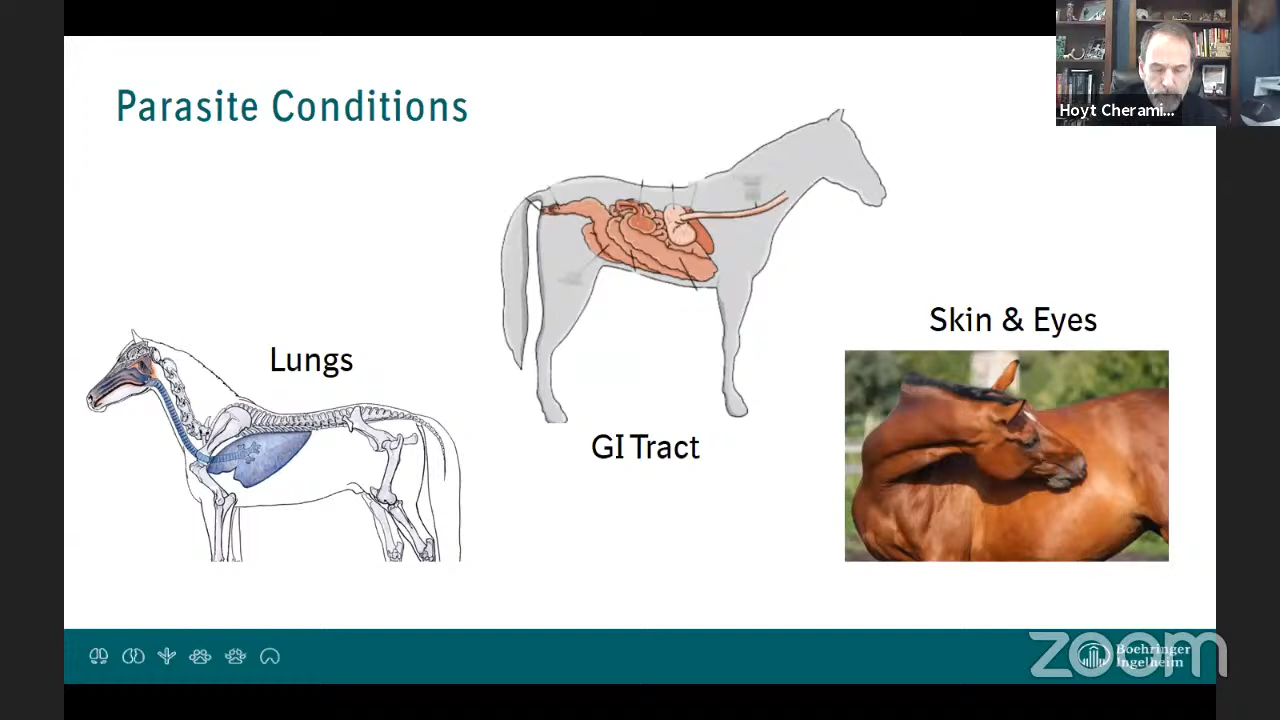 Parasite Conditions
Hoyt Cherami...
Skin & Eyes
Lungs
GI Tract
zoom
Boehringer
Ingelheim